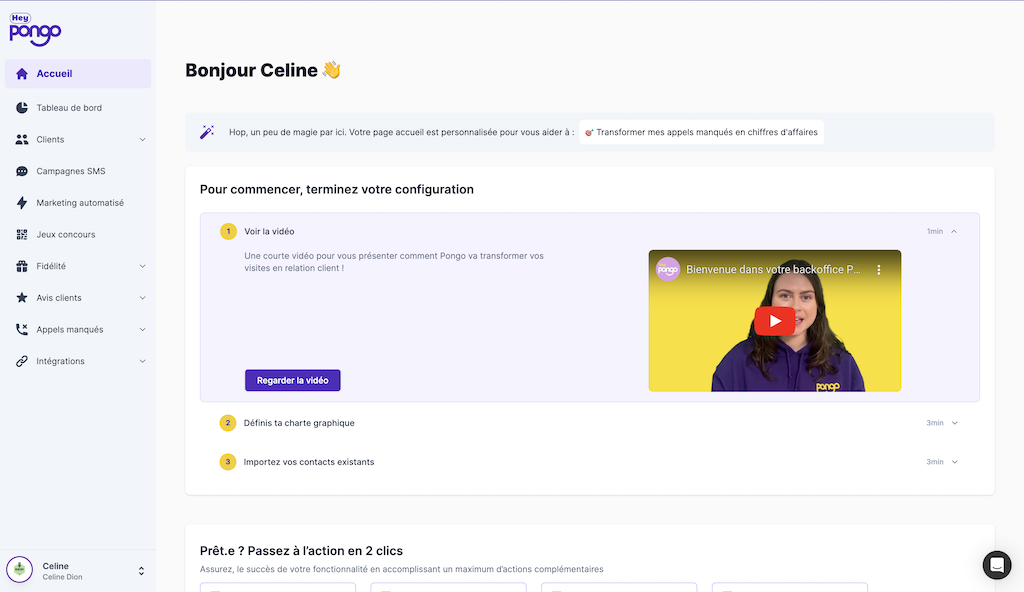 Hey
pongo
Accueil
Tableau de bord
Clients
Campagnes SMS
Marketing automatisé
Jeux concours
Fidélité
Avis clients
Appels manqués
Intégrations
Celine
Celine Dion
Bonjour Celine 👋
Hop, un peu de magie par ici. Votre page accueil est personnalisée pour vous aider à : 🎯 Transformer mes appels manqués en chiffres d'affaires
Pour commencer, terminez votre configuration
1 Voir la vidéo 1min
Une courte vidéo pour vous présenter comment Pongo va transformer vos
visites en relation client !
pongo Bienvenue dans votre backoffice P...
pongo
Regarder la vidéo
2 Définis ta charte graphique 3min
3 Importez vos contacts existants 3min
Prêt.e ? Passez à l'action en 2 clics
Assurez, le succès de votre fonctionnalité en accomplissant un maximum d'actions complémentaires